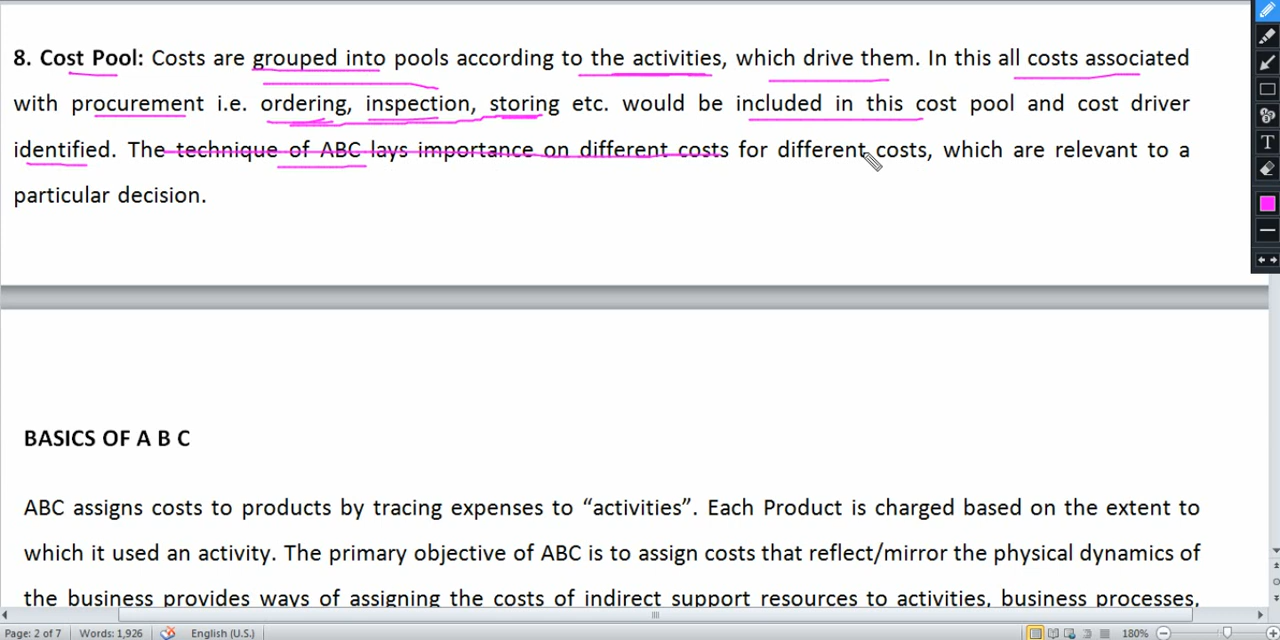 8. Cost Pool: Costs are grouped into pools according to the activities, which drive them. In this all costs associated
with procurement i.e. ordering, inspection, storing etc. would be included in this cost pool and cost driver
identified. The technique of ABC lays importance on different costs for different costs, which are relevant to a
particular decision.
BASICS OF A B C
ABC assigns costs to products by tracing expenses to “activities”. Each Product is charged based on the extent to
which it used an activity. The primary objective of ABC is to assign costs that reflect/mirror the physical dynamics of
the business provides ways of assigning the costs of indirect support resources to activities, business processes,
Page: 2 of 7 Words: 1,926 English (U.S.) 180%
T